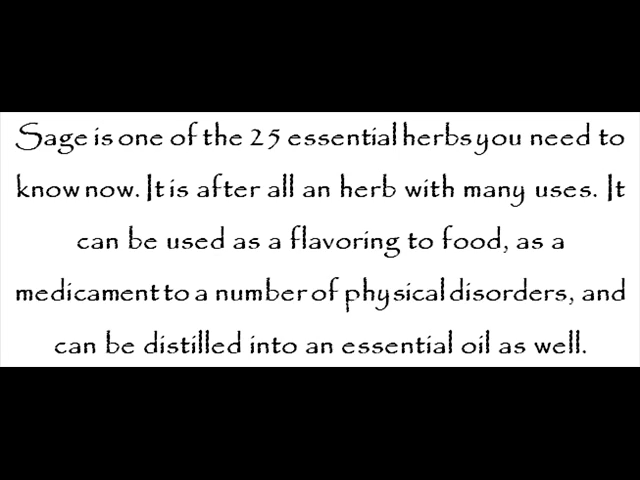 Sage is one of the 25 essential herbs you need to
know now. It is after all an herb with many uses. It
can be used as a flavoring to food, as a
medicament to a number of physical disorders, and
can be distilled into an essential oil as well.